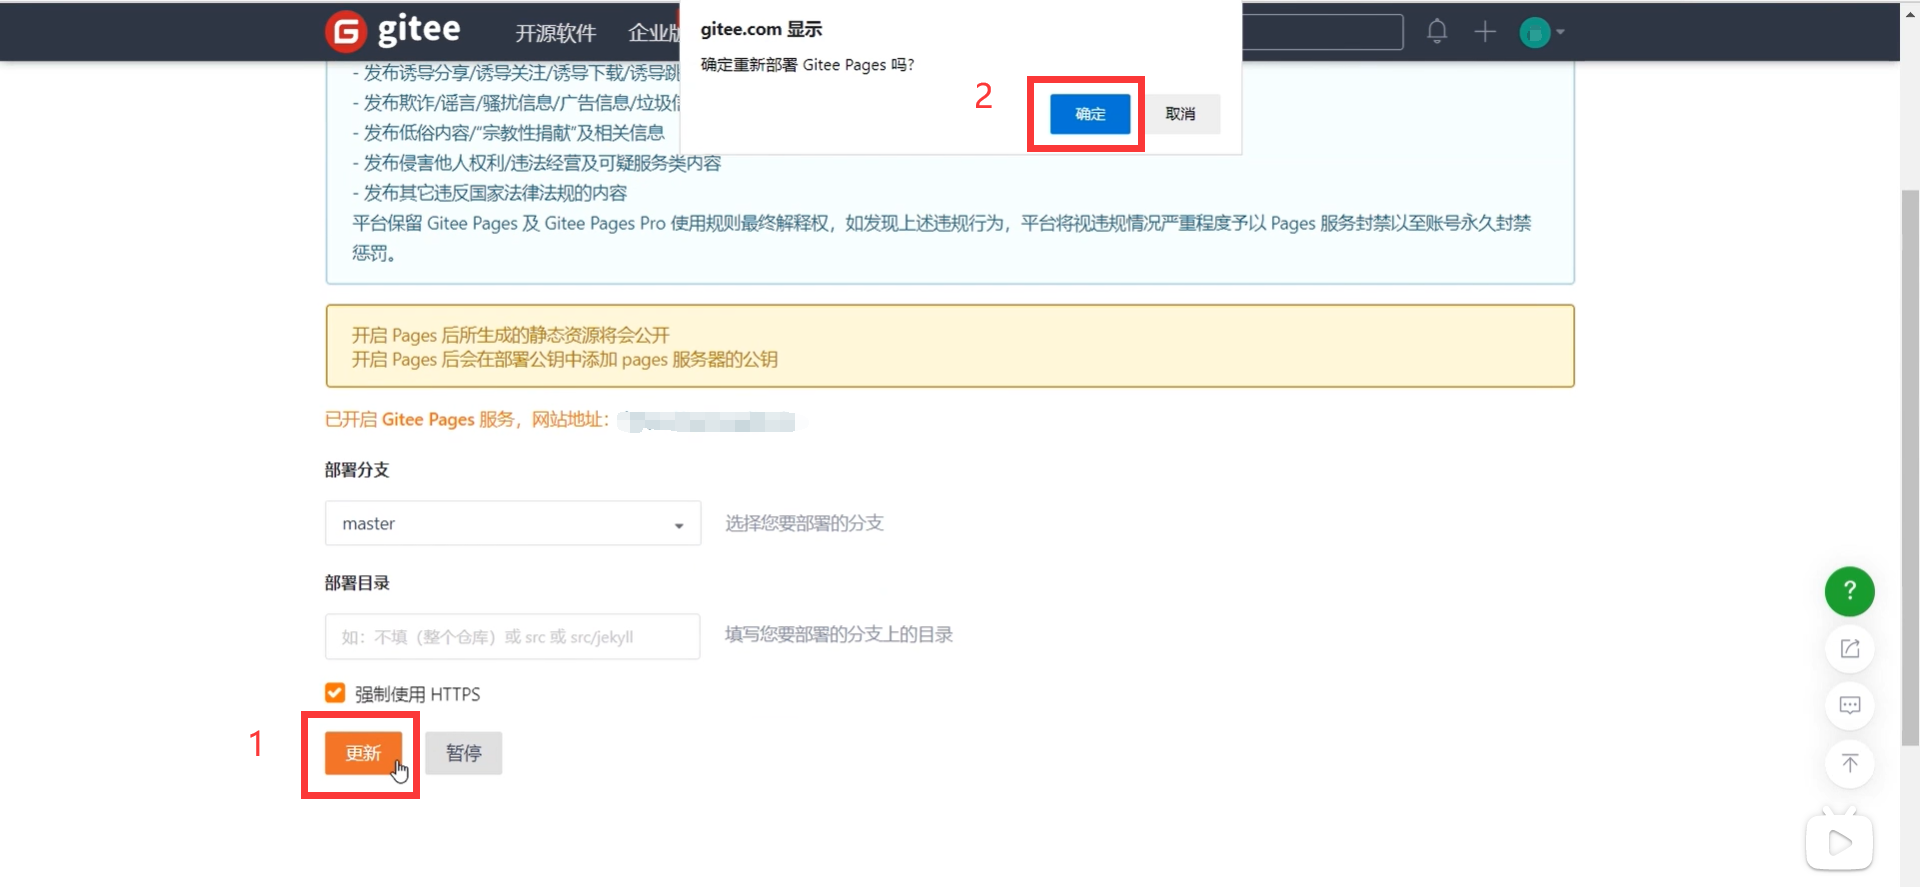 gitee
开源软件
企业版
gitee.com 显示
确定重新部署 Gitee Pages 吗?
2
确定
取消
- 发布诱导分享/诱导关注/诱导下载/诱导跳
- 发布欺诈/谣言/骚扰信息/广告信息/垃圾信
- 发布低俗内容/“宗教性捐献”及相关信息
- 发布侵害他人权利/违法经营及可疑服务类内容
- 发布其它违反国家法律法规的内容
平台保留 Gitee Pages 及 Gitee Pages Pro 使用规则最终解释权，如发现上述违规行为，平台将视违规情况严重程度予以 Pages 服务封禁以至账号永久封禁
惩罚。
开启 Pages 后所生成的静态资源将会公开
开启 Pages 后会在部署公钥中添加 pages 服务器的公钥
已开启 Gitee Pages 服务，网站地址：
部署分支
master
选择您要部署的分支
部署目录
如：不填（整个仓库）或 src 或 src/jekyll
填写您要部署的分支上的目录
强制使用 HTTPS
1
更新
暂停
?